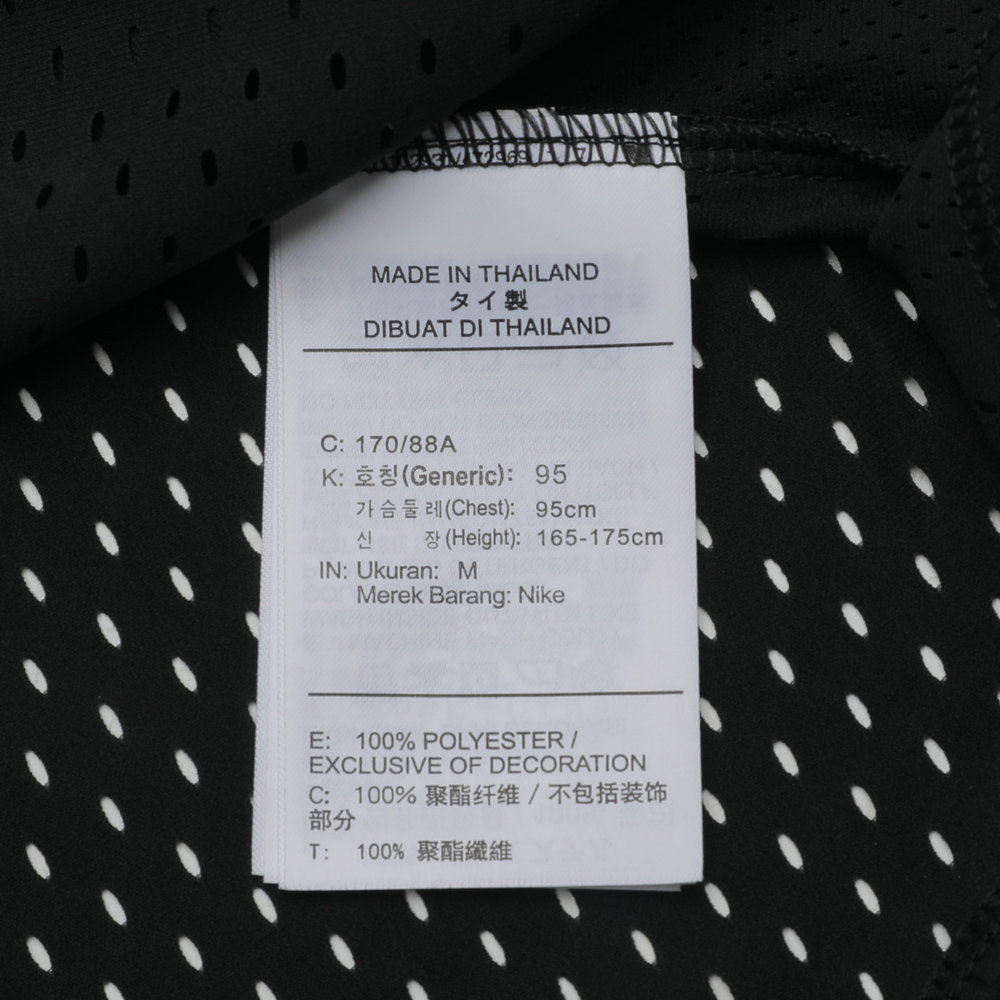 MADE IN THAILAND
タイ製
DIBUAT DI THAILAND
C: 170/88A
K: 호칭(Generic): 95
가슴둘레(Chest): 95cm
신 장(Height): 165-175cm
IN: Ukuran: M
Merek Barang: Nike
E: 100% POLYESTER /
EXCLUSIVE OF DECORATION
C: 100% 聚酯纤维 / 不包括装饰
部分
T: 100% 聚酯纖維